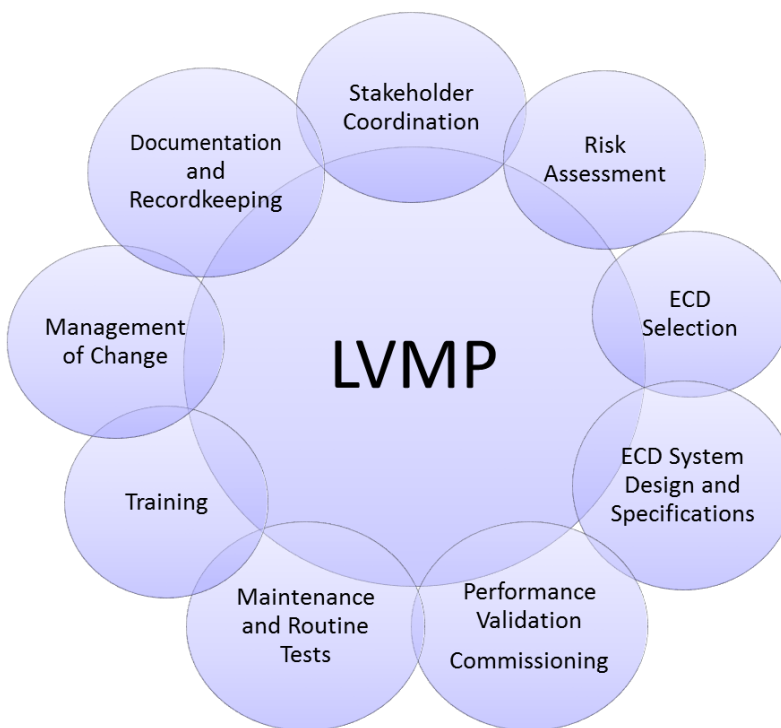 Stakeholder
Coordination
Risk
Assessment
ECD
Selection
ECD System
Design and
Specifications
Performance
Validation
Commissioning
Maintenance
and Routine
Tests
Training
Management
of Change
Documentation
and
Recordkeeping
LVMP